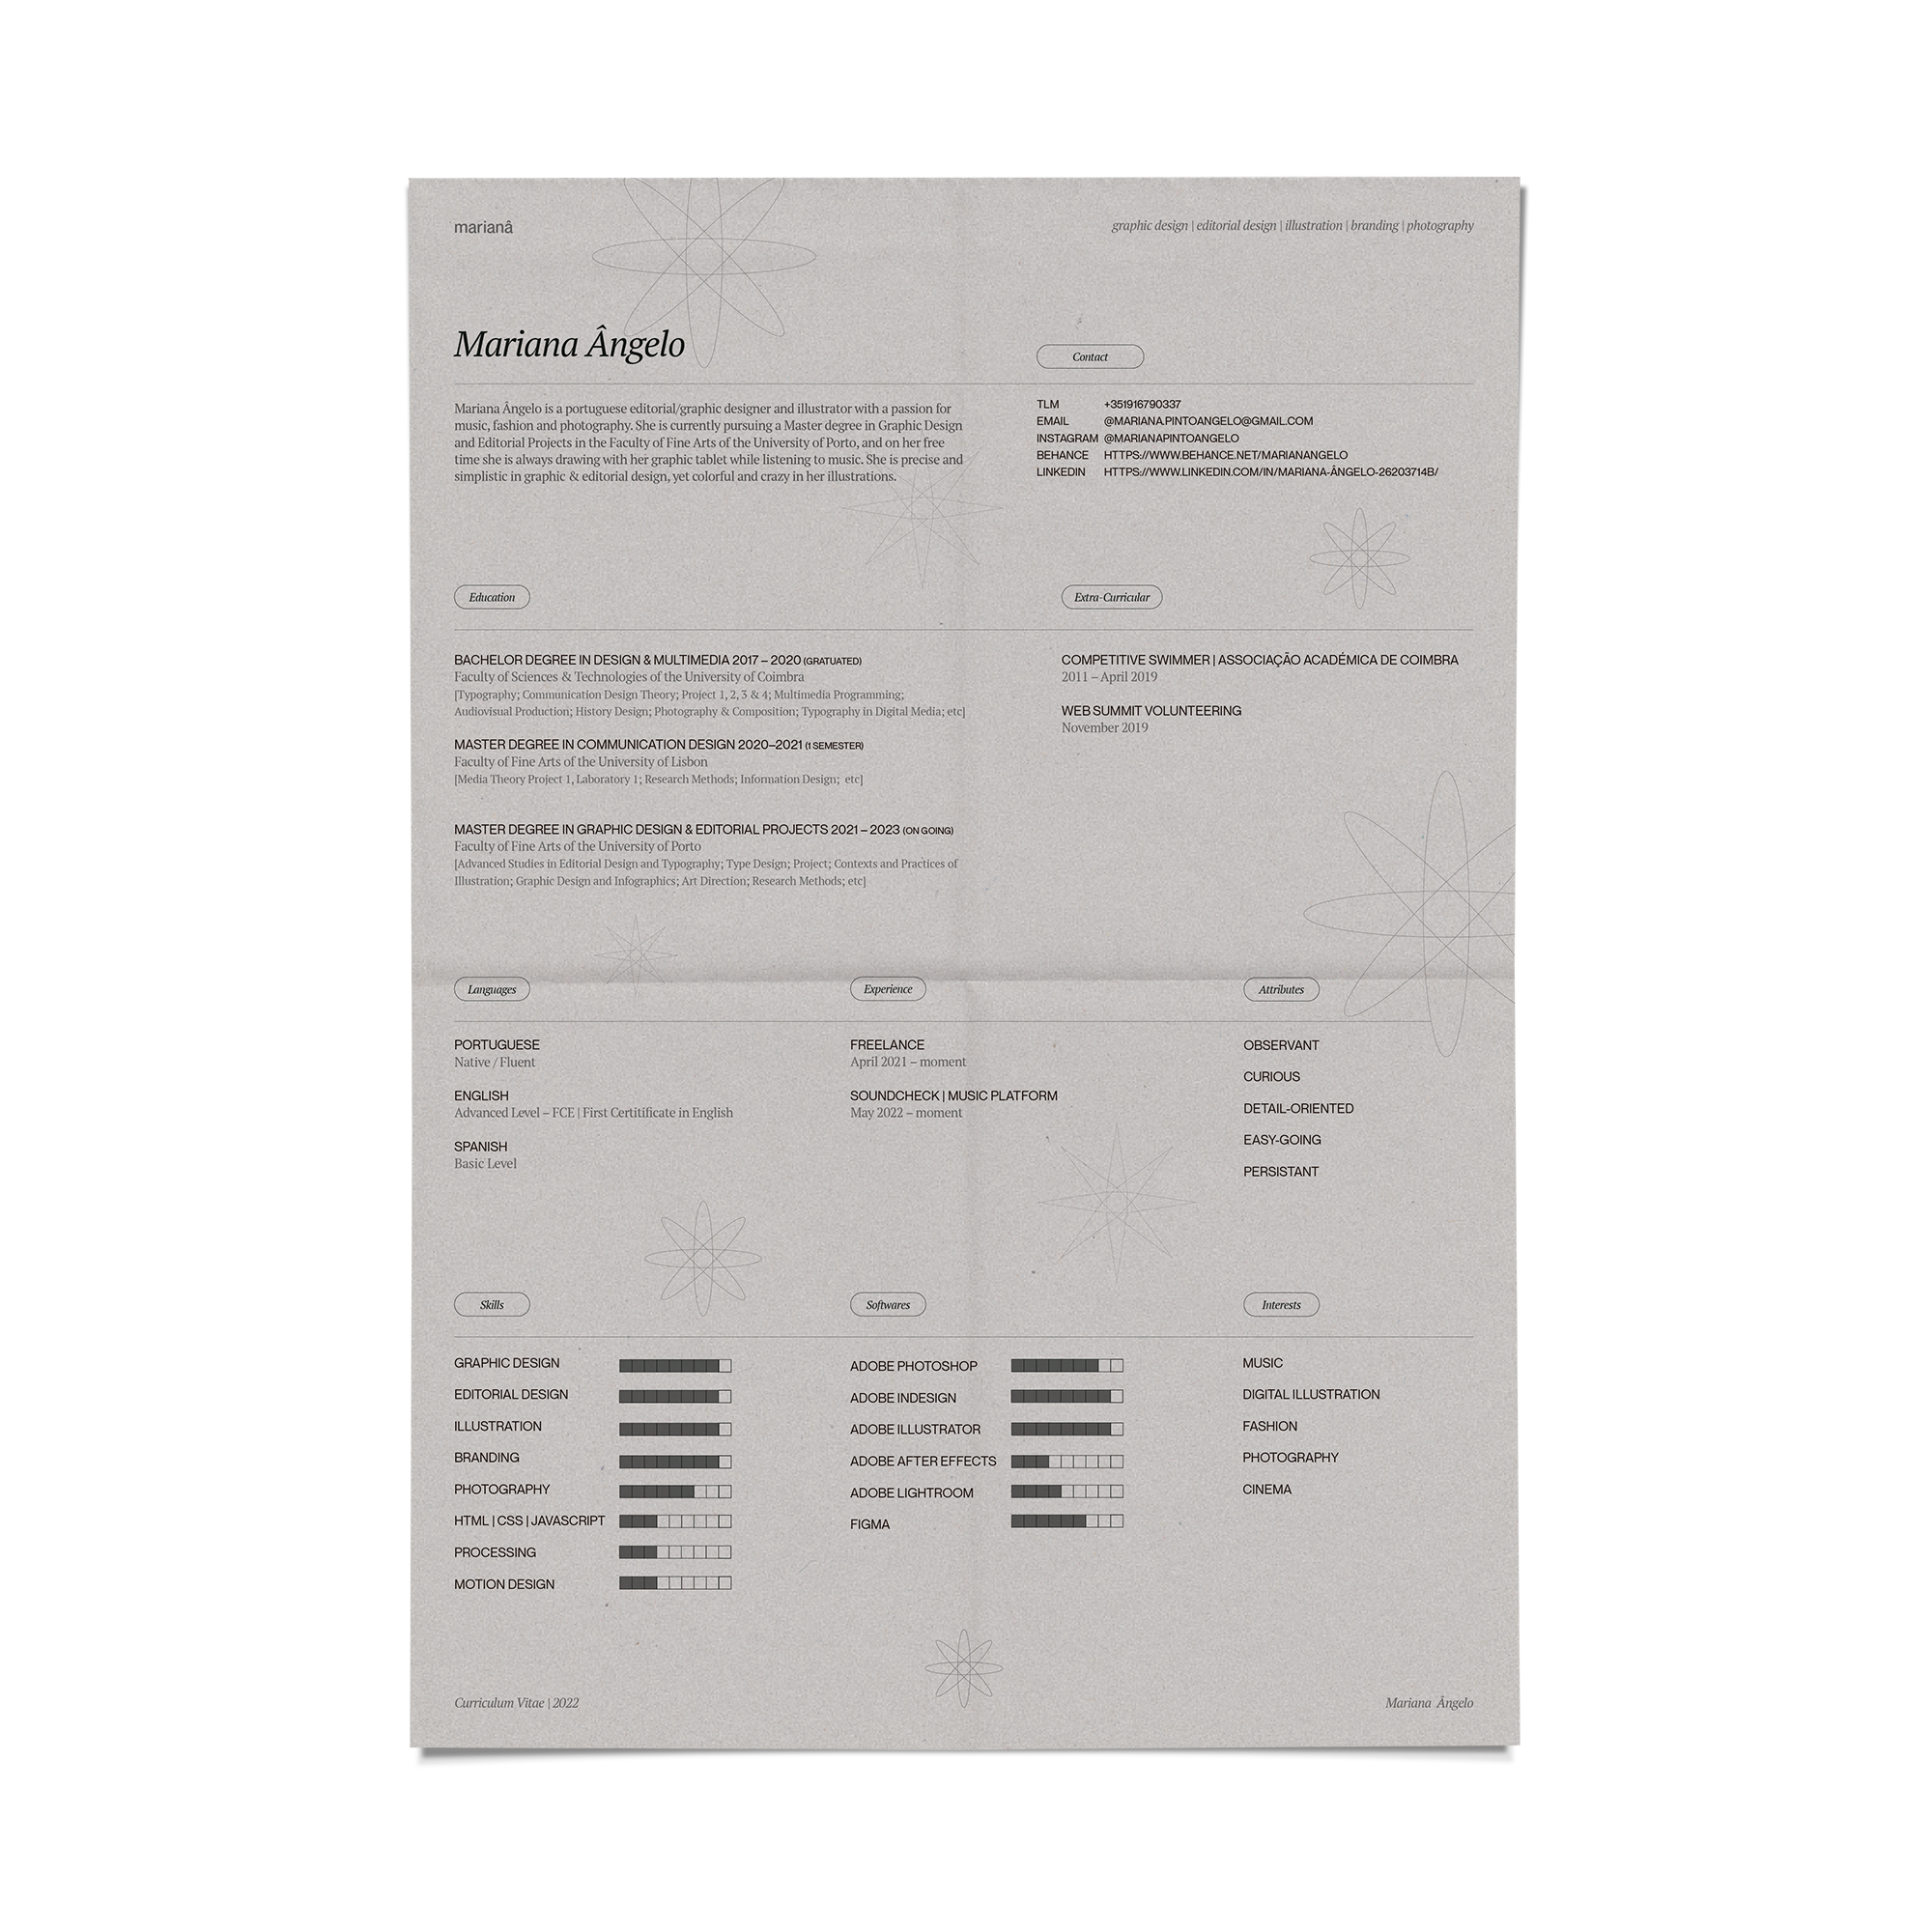 marianâ
graphic design | editorial design | illustration | branding | photography
Mariana Ângelo
Contact
Mariana Ângelo is a portuguese editorial/graphic designer and illustrator with a passion for
music, fashion and photography. She is currently pursuing a Master degree in Graphic Design
and Editorial Projects in the Faculty of Fine Arts of the University of Porto, and on her free
time she is always drawing with her graphic tablet while listening to music. She is precise and
simplistic in graphic & editorial design, yet colorful and crazy in her illustrations.
TLM +351916790337
EMAIL @MARIANA.PINTOANGELO@GMAIL.COM
INSTAGRAM @MARIANAPINTOANGELO
BEHANCE HTTPS://WWW.BEHANCE.NET/MARIANANGELO
LINKEDIN HTTPS://WWW.LINKEDIN.COM/IN/MARIANA-ÂNGELO-26203714B/
Education
BACHELOR DEGREE IN DESIGN & MULTIMEDIA 2017 – 2020 (GRATUATED)
Faculty of Sciences & Technologies of the University of Coimbra
[Typography; Communication Design Theory; Project 1, 2, 3 & 4; Multimedia Programming;
Audiovisual Production; History Design; Photography & Composition; Typography in Digital Media; etc]
MASTER DEGREE IN COMMUNICATION DESIGN 2020–2021 (1 SEMESTER)
Faculty of Fine Arts of the University of Lisbon
[Media Theory Project 1, Laboratory 1; Research Methods; Information Design; etc]
MASTER DEGREE IN GRAPHIC DESIGN & EDITORIAL PROJECTS 2021 – 2023 (ON GOING)
Faculty of Fine Arts of the University of Porto
[Advanced Studies in Editorial Design and Typography; Type Design; Project; Contexts and Practices of
Illustration; Graphic Design and Infographics; Art Direction; Research Methods; etc]
Extra-Curricular
COMPETITIVE SWIMMER | ASSOCIAÇÃO ACADÉMICA DE COIMBRA
2011 – April 2019
WEB SUMMIT VOLUNTEERING
November 2019
Languages
PORTUGUESE
Native / Fluent
ENGLISH
Advanced Level – FCE | First Certitificate in English
SPANISH
Basic Level
Experience
FREELANCE
April 2021 – moment
SOUNDCHECK | MUSIC PLATFORM
May 2022 – moment
Attributes
OBSERVANT
CURIOUS
DETAIL-ORIENTED
EASY-GOING
PERSISTANT
Skills
GRAPHIC DESIGN
EDITORIAL DESIGN
ILLUSTRATION
BRANDING
PHOTOGRAPHY
HTML | CSS | JAVASCRIPT
PROCESSING
MOTION DESIGN
Softwares
ADOBE PHOTOSHOP
ADOBE INDESIGN
ADOBE ILLUSTRATOR
ADOBE AFTER EFFECTS
ADOBE LIGHTROOM
FIGMA
Interests
MUSIC
DIGITAL ILLUSTRATION
FASHION
PHOTOGRAPHY
CINEMA
Curriculum Vitae | 2022
Mariana Ângelo